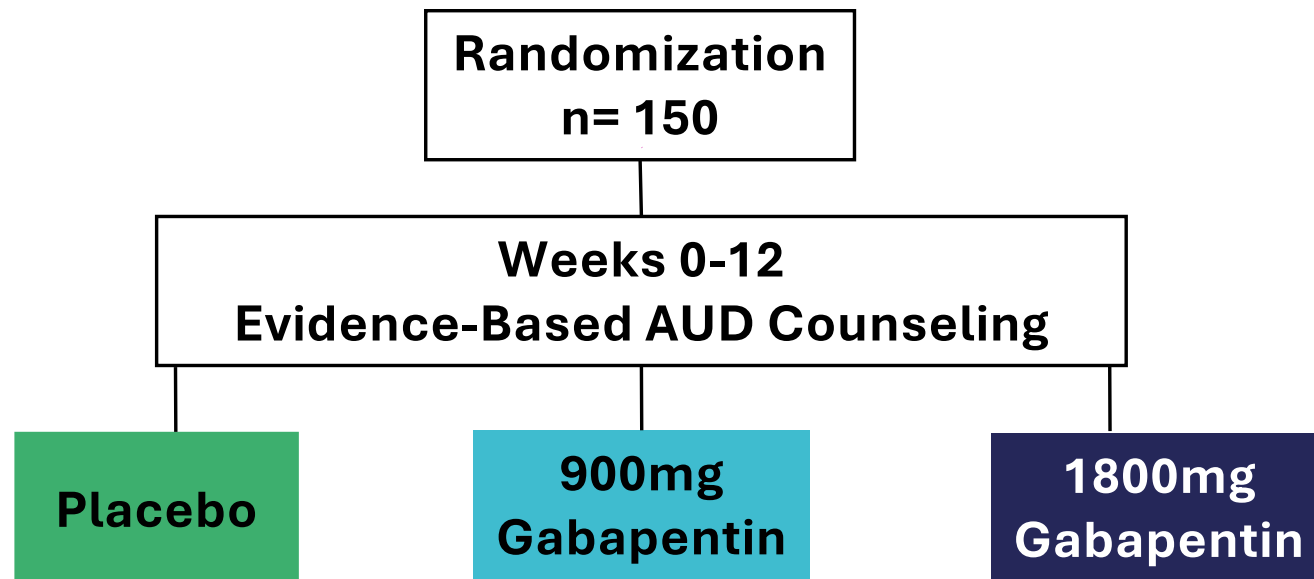 Randomization
n= 150
Weeks 0-12
Evidence-Based AUD Counseling
Placebo
900mg
Gabapentin
1800mg
Gabapentin